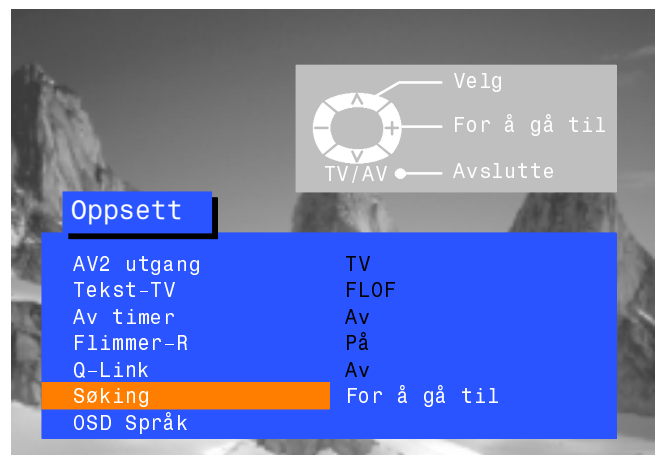 Velg
For å gå til
TV/AV Avslutte
Oppsett
AV2 utgang TV
Tekst-TV FLOF
Av timer Av
Flimmer-R På
Q-Link Av
Søking For å gå til
OSD Språk